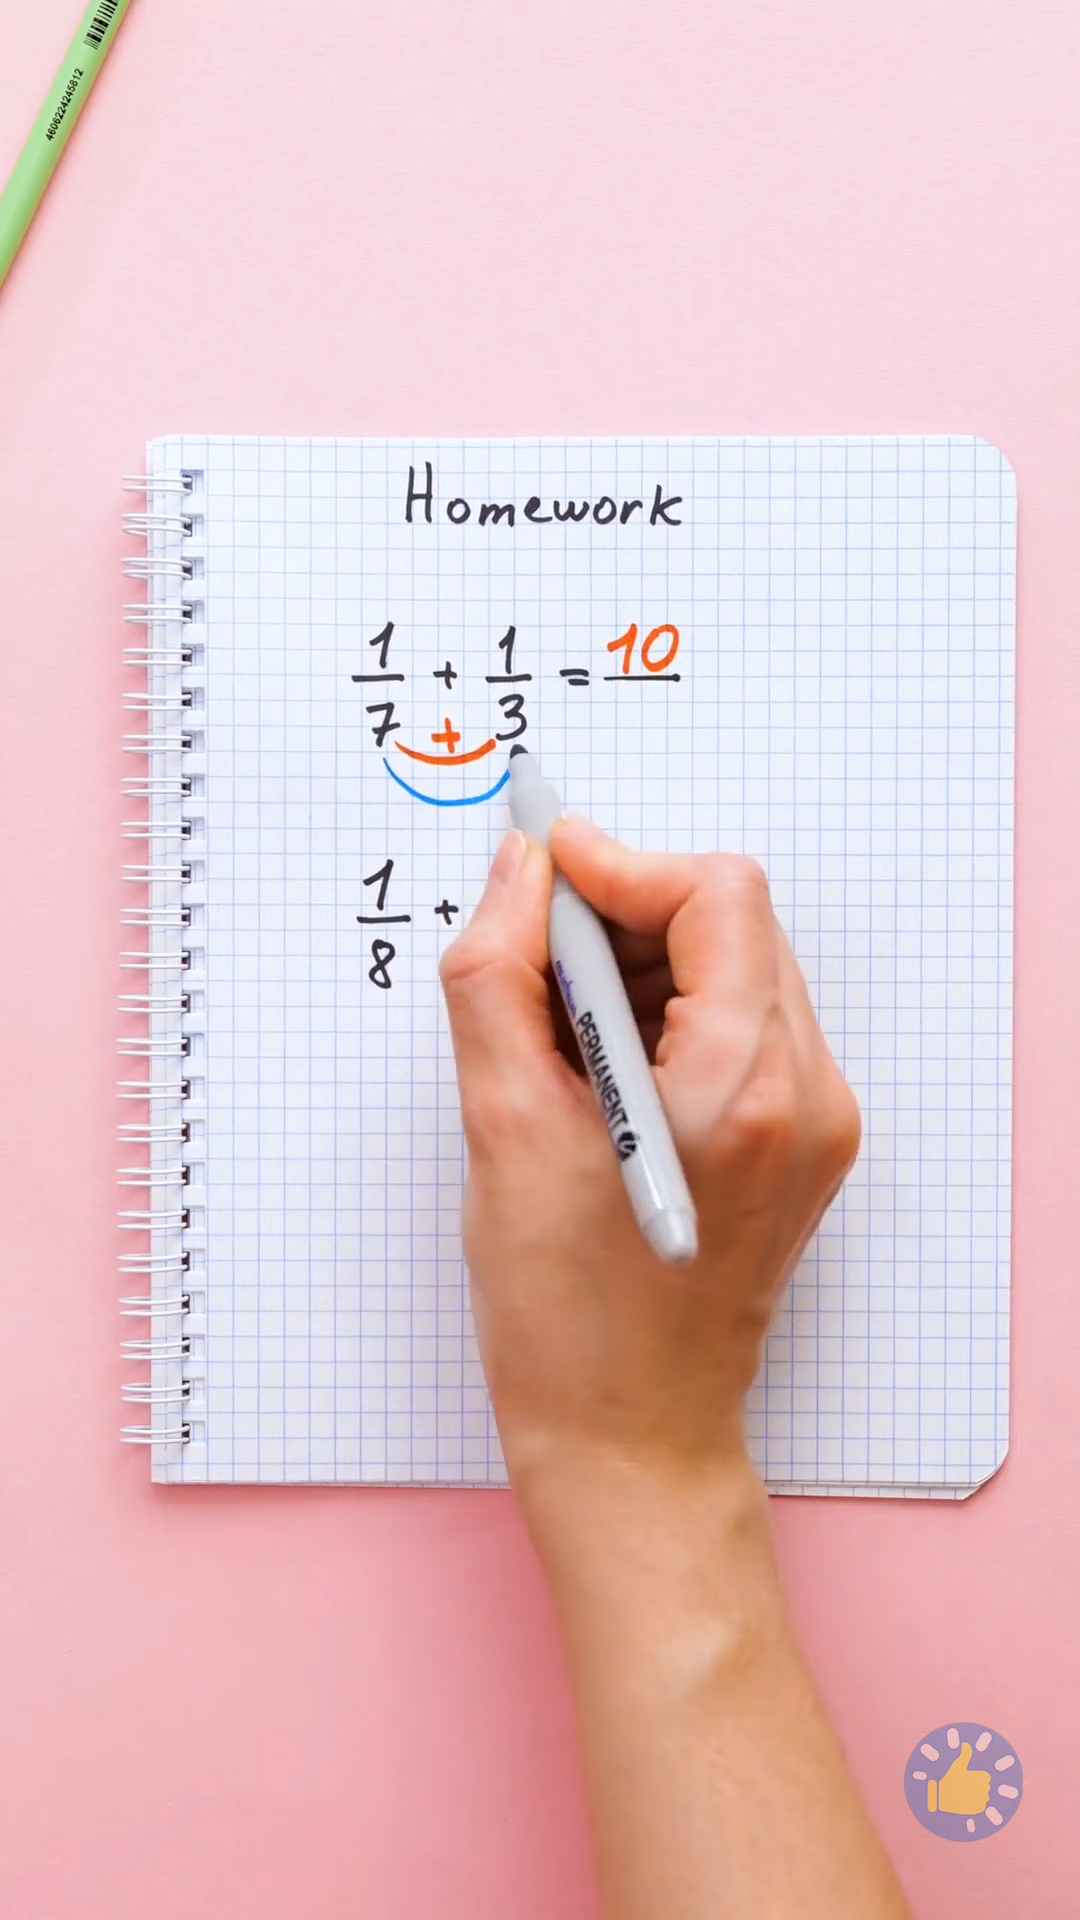 4606224245812
Homework
1/7 + 1/3 = 10
+
1/8 +
PERMANENT